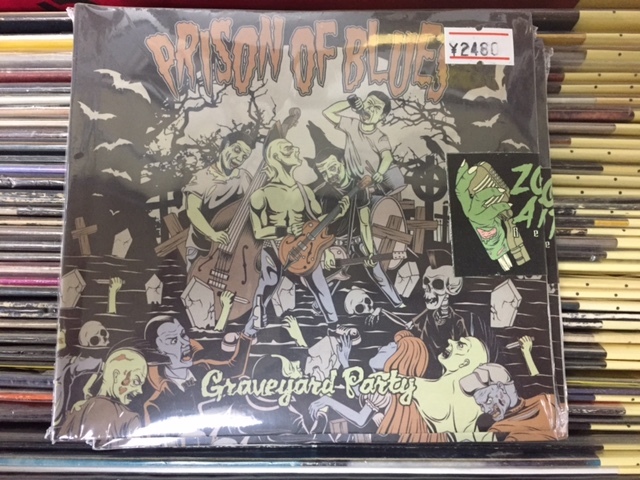 PRISON OF BLUES
¥2480
Graveyard Party